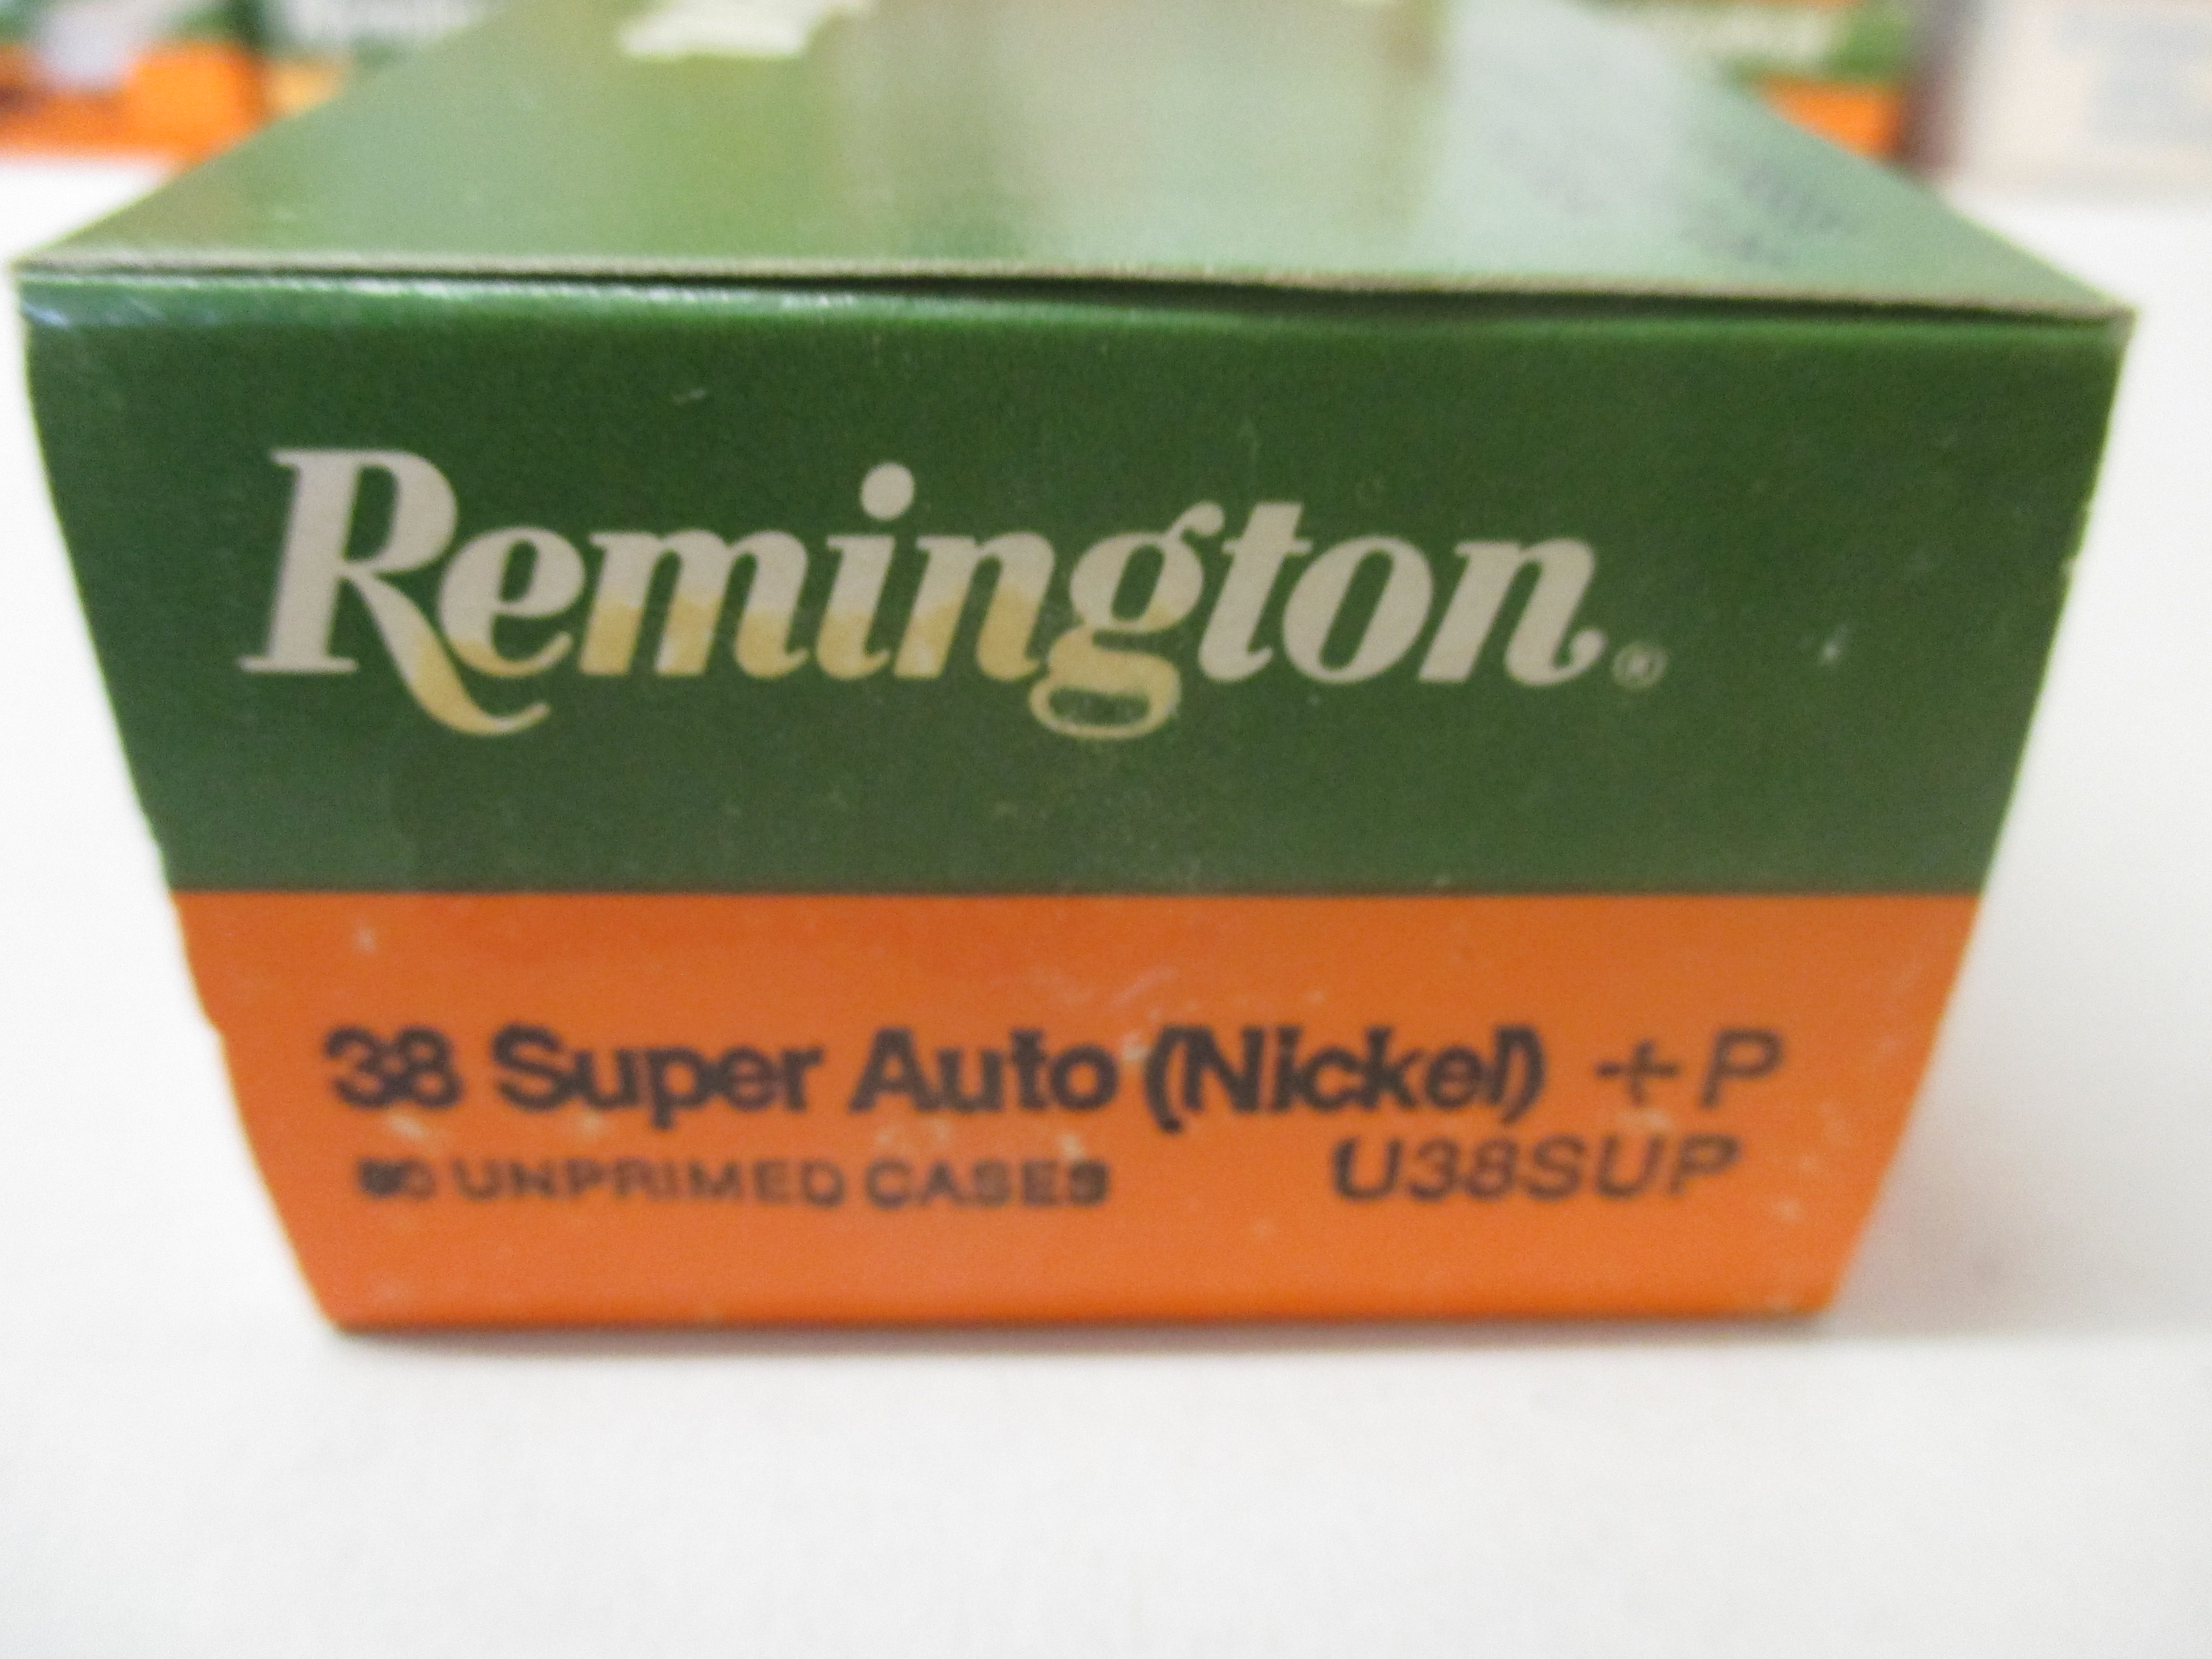 Remington®
38 Super Auto (Nickel) +P
UNPRIMED CASES U38SUP